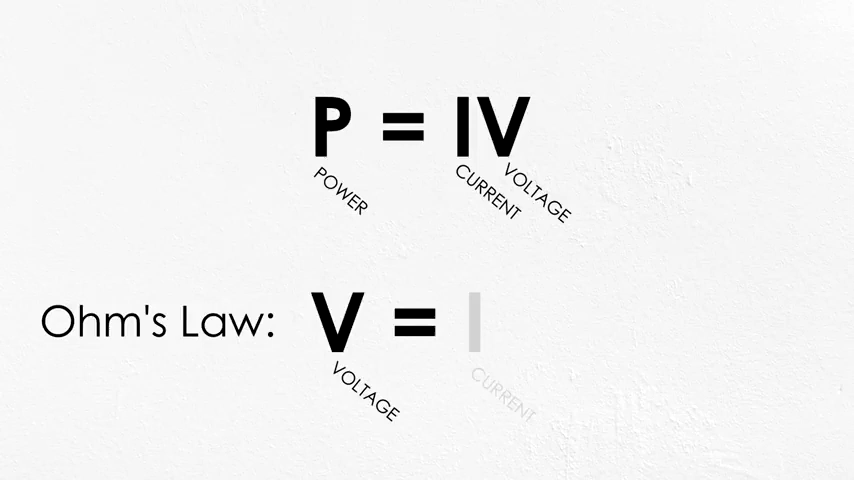 P = IV
POWER
CURRENT
VOLTAGE
Ohm's Law: V = I
VOLTAGE
CURRENT